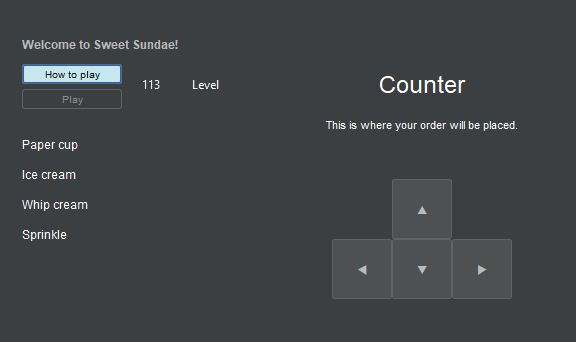 Welcome to Sweet Sundae!
How to play
Play
113
Level
Paper cup
Ice cream
Whip cream
Sprinkle
Counter
This is where your order will be placed.
▲
◀
▼
▶